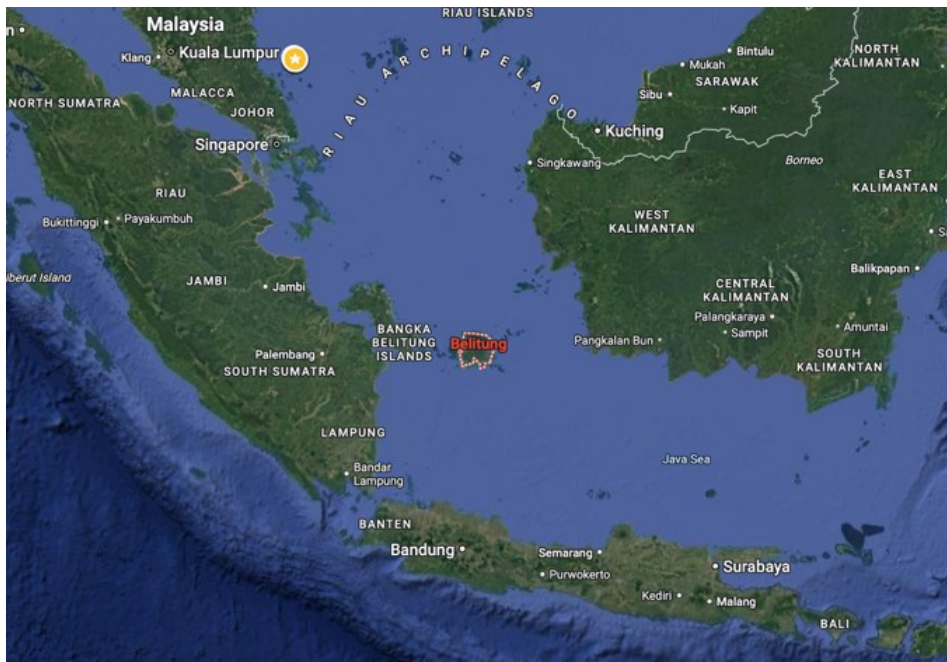 RIAU ISLANDS
Malaysia
Kuala Lumpur
Klang
Bintulu
Mukah
NORTH
KALIMANTAN
SARAWAK
Sibu
Kapit
MALACCA
NORTH SUMATRA
JOHOR
RIAU ARCHIPELAGO
Kuching
Singapore
Singkawang
Borneo
EAST
KALIMANTAN
RIAU
Bukittinggi
Payakumbuh
WEST
KALIMANTAN
iberut Island
JAMBI
Jambi
Balikpapan
CENTRAL
KALIMANTAN
BANGKA
BELITUNG
ISLANDS
Belitung
Palangkaraya
Sampit
Amuntai
Pangkalan Bun
Palembang
SOUTH SUMATRA
SOUTH
KALIMANTAN
LAMPUNG
Java Sea
Bandar
Lampung
BANTEN
Bandung
Semarang
Surabaya
Purwokerto
Kediri
Malang
BALI